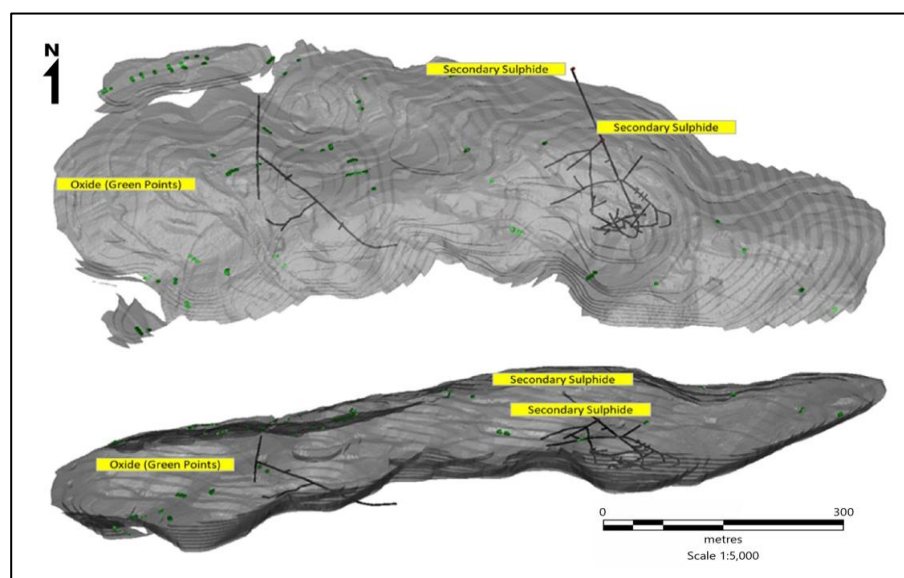 N
Secondary Sulphide
Secondary Sulphide
Oxide (Green Points)
Secondary Sulphide
Secondary Sulphide
Oxide (Green Points)
0 300
metres
Scale 1:5,000